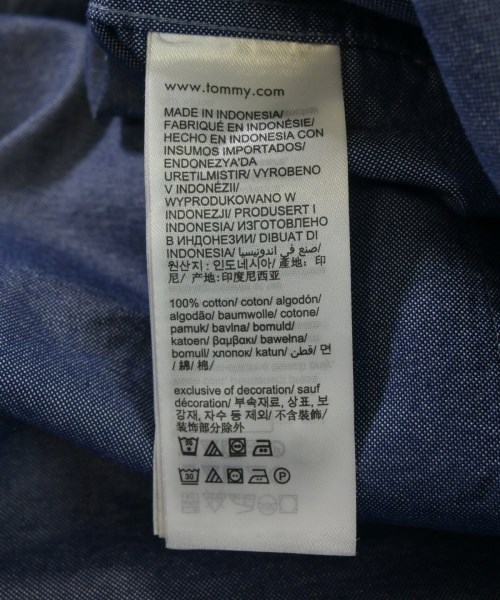 www.tommy.com
MADE IN INDONESIA/
FABRIQUÉ EN INDONÉSIE/
HECHO EN INDONESIA CON
INSUMOS IMPORTADOS/
ENDONEZYA'DA
URETILMISTIR/ VYROBENO
V INDONÉZII/
WYPRODUKOWANO W
INDONEZJI/ PRODUSERT I
INDONESIA/ ИЗГОТОВЛЕНО
В ИНДОНЕЗИИ/ DIBUAT DI
INDONESIA/ صنع في اندونيسيا/
원산지 : 인도네시아/ 產地: 印
尼/ 产地:印度尼西亚
100% cotton/ coton/ algodón/
algodão/ baumwolle/ cotone/
pamuk/ bavlna/ bomuld/
katoen/ βαμβακι/ bawełna/
bomull/ хлопок/ katun/ قطن/ 면
/ 綿/ 棉/
exclusive of decoration/ sauf
décoration/ 부속재료, 상표, 보
강재, 자수 등 제외/ 不含裝飾/
装饰部分除外
30
30 P